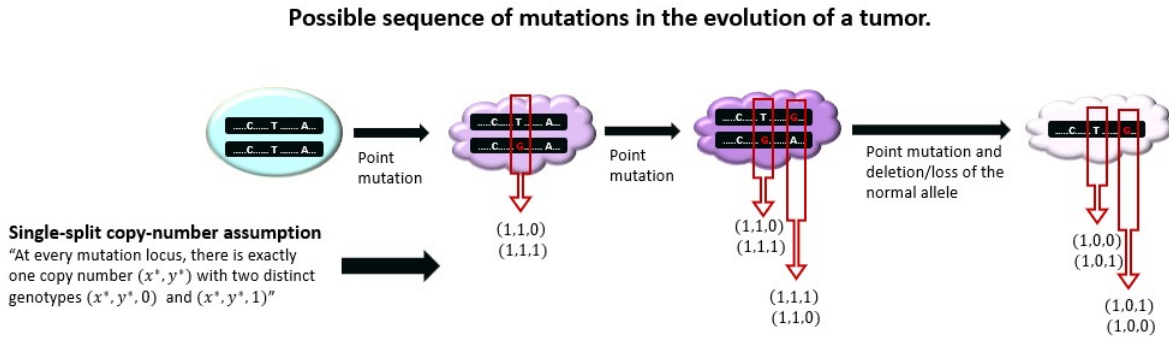 Possible sequence of mutations in the evolution of a tumor.
.....C...... T ....... A...
.....C...... T ....... A...
Point
mutation
.....C...... T ....... A...
.....C...... G ....... A...
(1,1,0)
(1,1,1)
Point
mutation
.....C...... T ....... G...
.....C...... G ....... A...
(1,1,0)
(1,1,1)
(1,1,1)
(1,1,0)
Point mutation and
deletion/loss of the
normal allele
.....C...... T ....... G...
(1,0,0)
(1,0,1)
(1,0,1)
(1,0,0)
Single-split copy-number assumption
“At every mutation locus, there is exactly
one copy number (x*, y*) with two distinct
genotypes (x*, y*, 0) and (x*, y*, 1)”